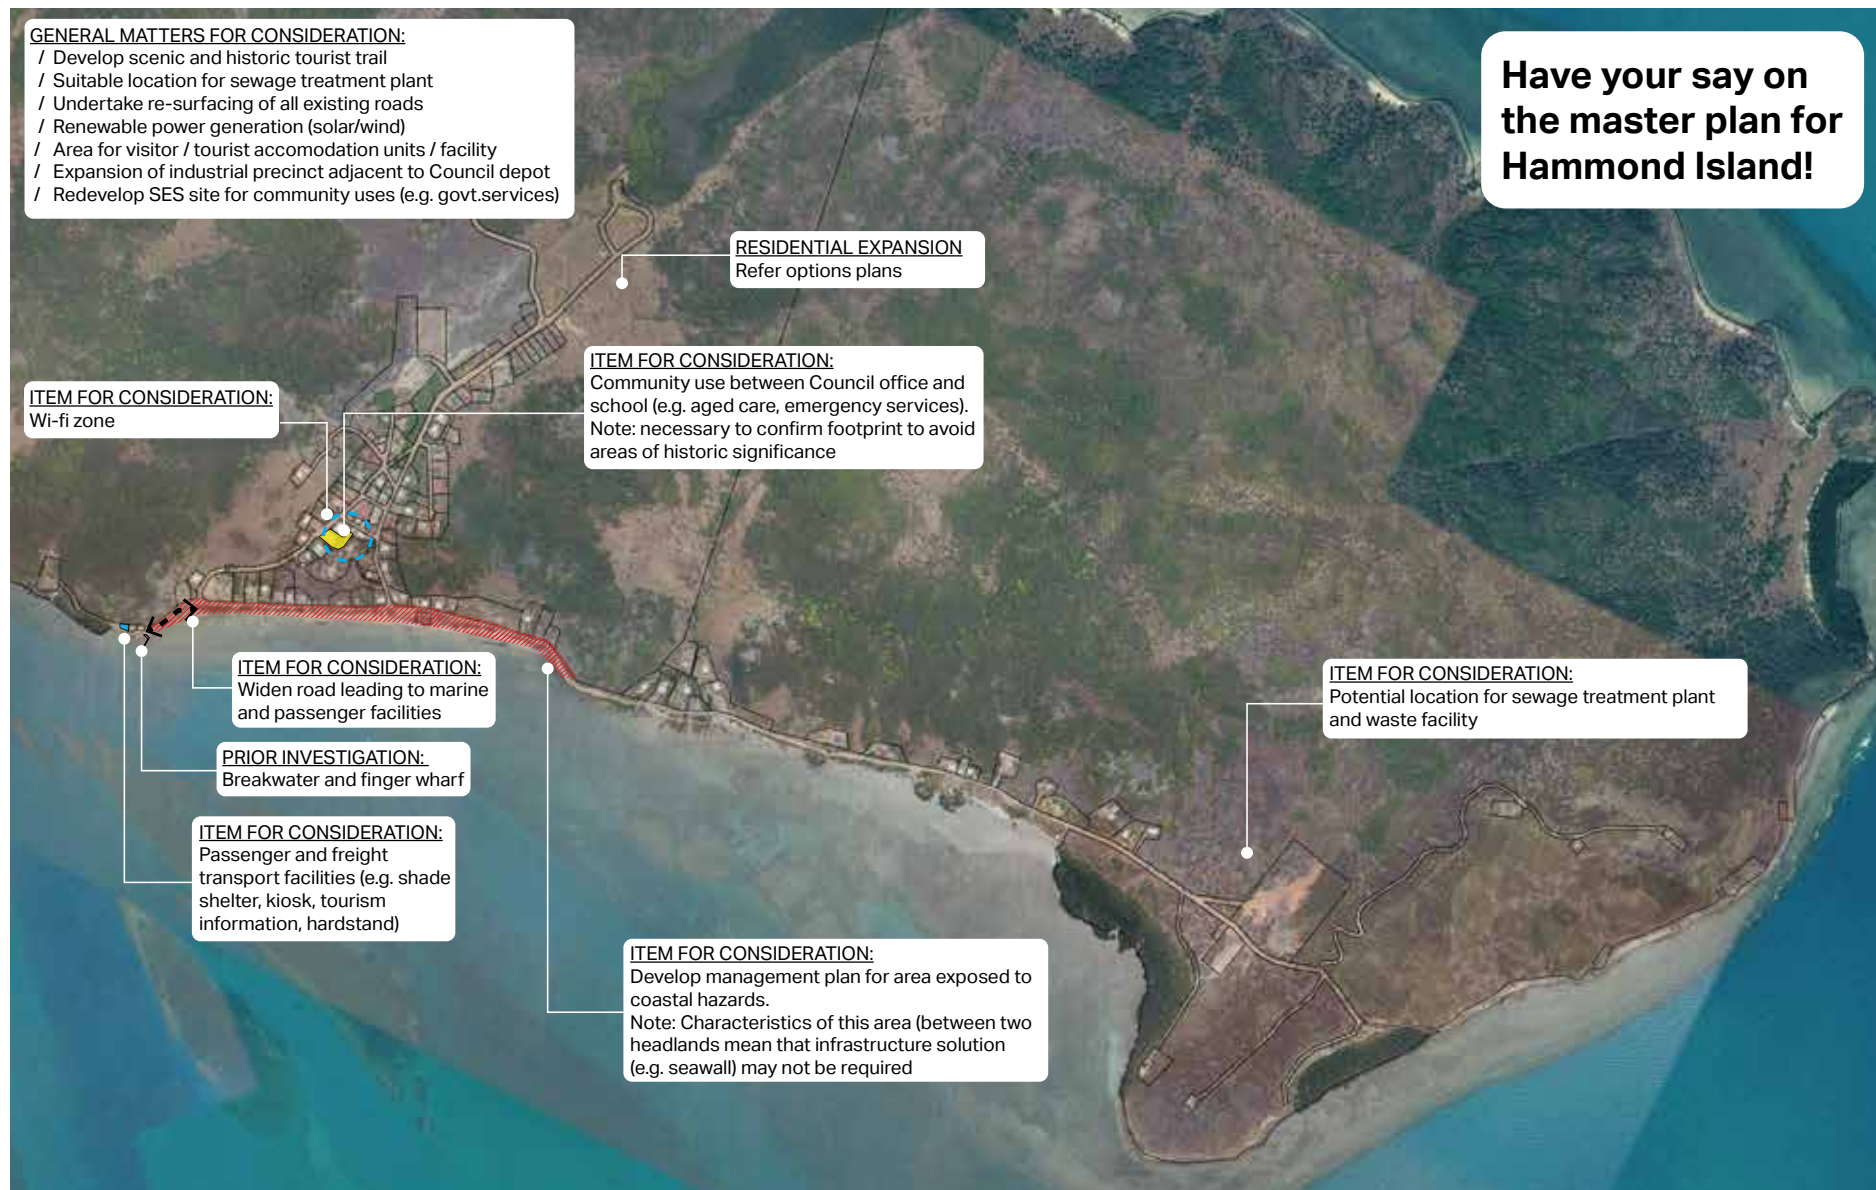 GENERAL MATTERS FOR CONSIDERATION:
/ Develop scenic and historic tourist trail
/ Suitable location for sewage treatment plant
/ Undertake re-surfacing of all existing roads
/ Renewable power generation (solar/wind)
/ Area for visitor / tourist accomodation units / facility
/ Expansion of industrial precinct adjacent to Council depot
/ Redevelop SES site for community uses (e.g. govt.services)
Have your say on
the master plan for
Hammond Island!
RESIDENTIAL EXPANSION
Refer options plans
ITEM FOR CONSIDERATION:
Community use between Council office and
school (e.g. aged care, emergency services).
Note: necessary to confirm footprint to avoid
areas of historic significance
ITEM FOR CONSIDERATION:
Wi-fi zone
ITEM FOR CONSIDERATION:
Widen road leading to marine
and passenger facilities
PRIOR INVESTIGATION:
Breakwater and finger wharf
ITEM FOR CONSIDERATION:
Passenger and freight
transport facilities (e.g. shade
shelter, kiosk, tourism
information, hardstand)
ITEM FOR CONSIDERATION:
Develop management plan for area exposed to
coastal hazards.
Note: Characteristics of this area (between two
headlands mean that infrastructure solution
(e.g. seawall) may not be required
ITEM FOR CONSIDERATION:
Potential location for sewage treatment plant
and waste facility